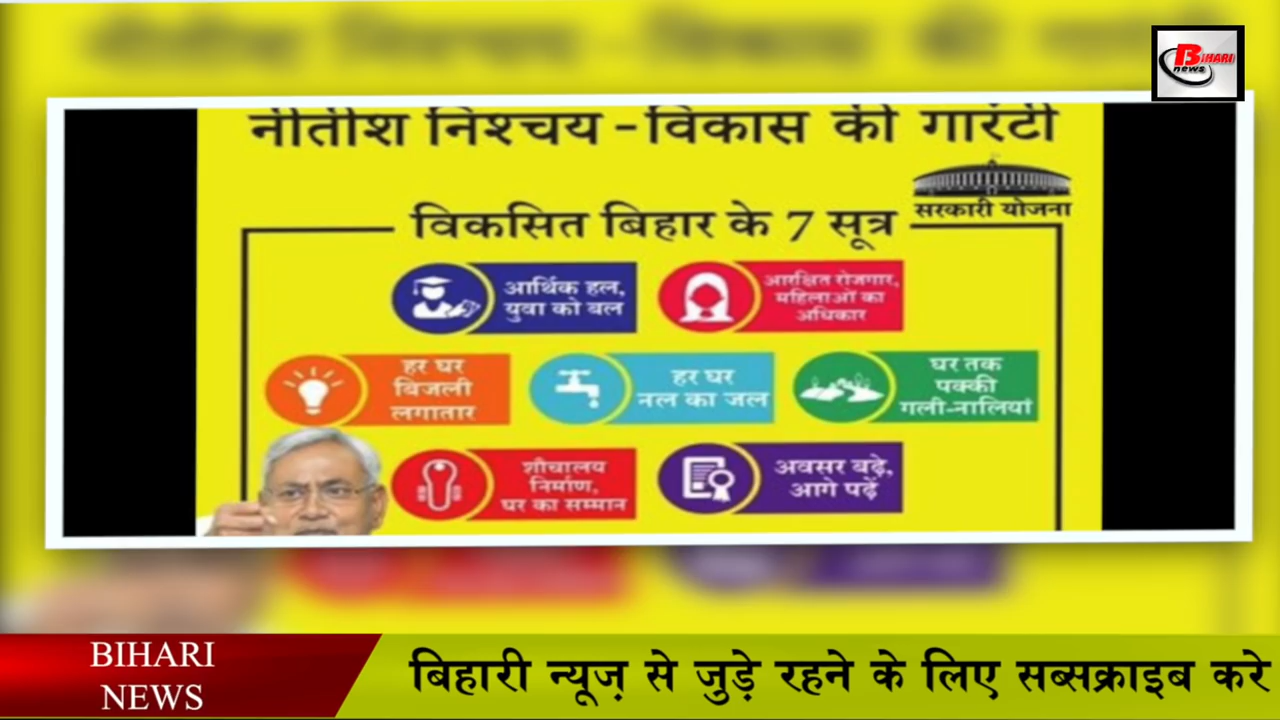 BIHARI
news
नीतीश निश्चय - विकास की गारंटी
सरकारी योजना
विकसित बिहार के 7 सूत्र
आर्थिक हल,
युवा को बल
आरक्षित रोजगार,
महिलाओं का
अधिकार
हर घर
बिजली
लगातार
हर घर
नल का जल
घर तक
पक्की
गली-नालियां
शौचालय
निर्माण,
घर का सम्मान
अवसर बढ़े,
आगे पढ़ें
BIHARI
NEWS
बिहारी न्यूज़ से जुड़े रहने के लिए सब्सक्राइब करे